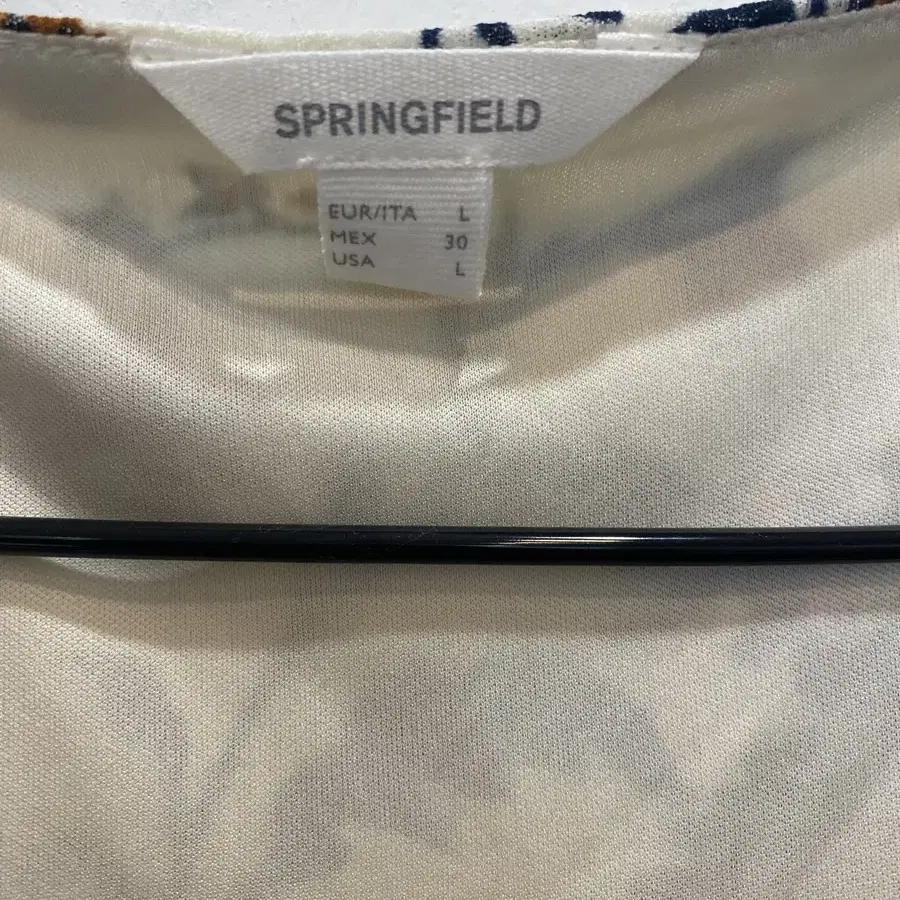 SPRINGFIELD
EUR/ITA L
MEX 30
USA L